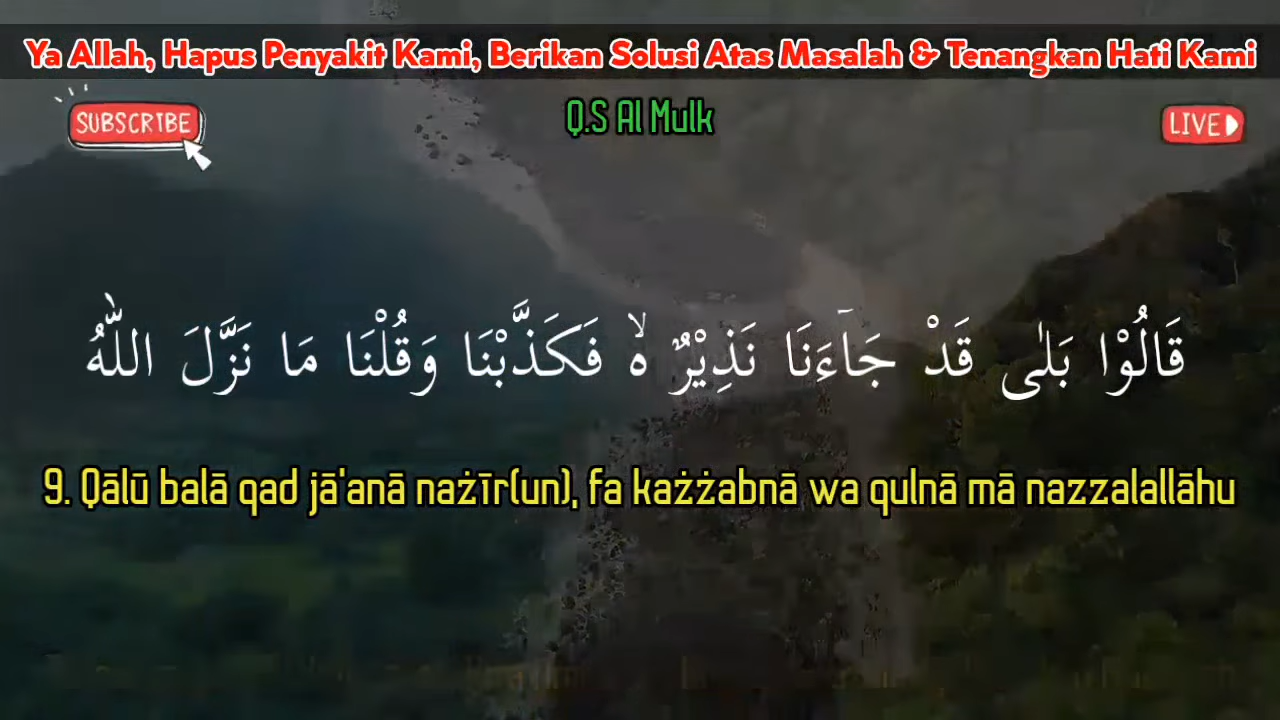 Ya Allah, Hapus Penyakit Kami, Berikan Solusi Atas Masalah & Tenangkan Hati Kami
SUBSCRIBE
Q.S Al Mulk
LIVE
قَالُوْا بَلٰى قَدْ جَاۤءَنَا نَذِيْرٌ ەۙ فَكَذَّبْنَا وَقُلْنَا مَا نَزَّلَ اللّٰهُ
9. Qālū balā qad jā'anā nażīr(un), fa każżabnā wa qulnā mā nazzalallāhu